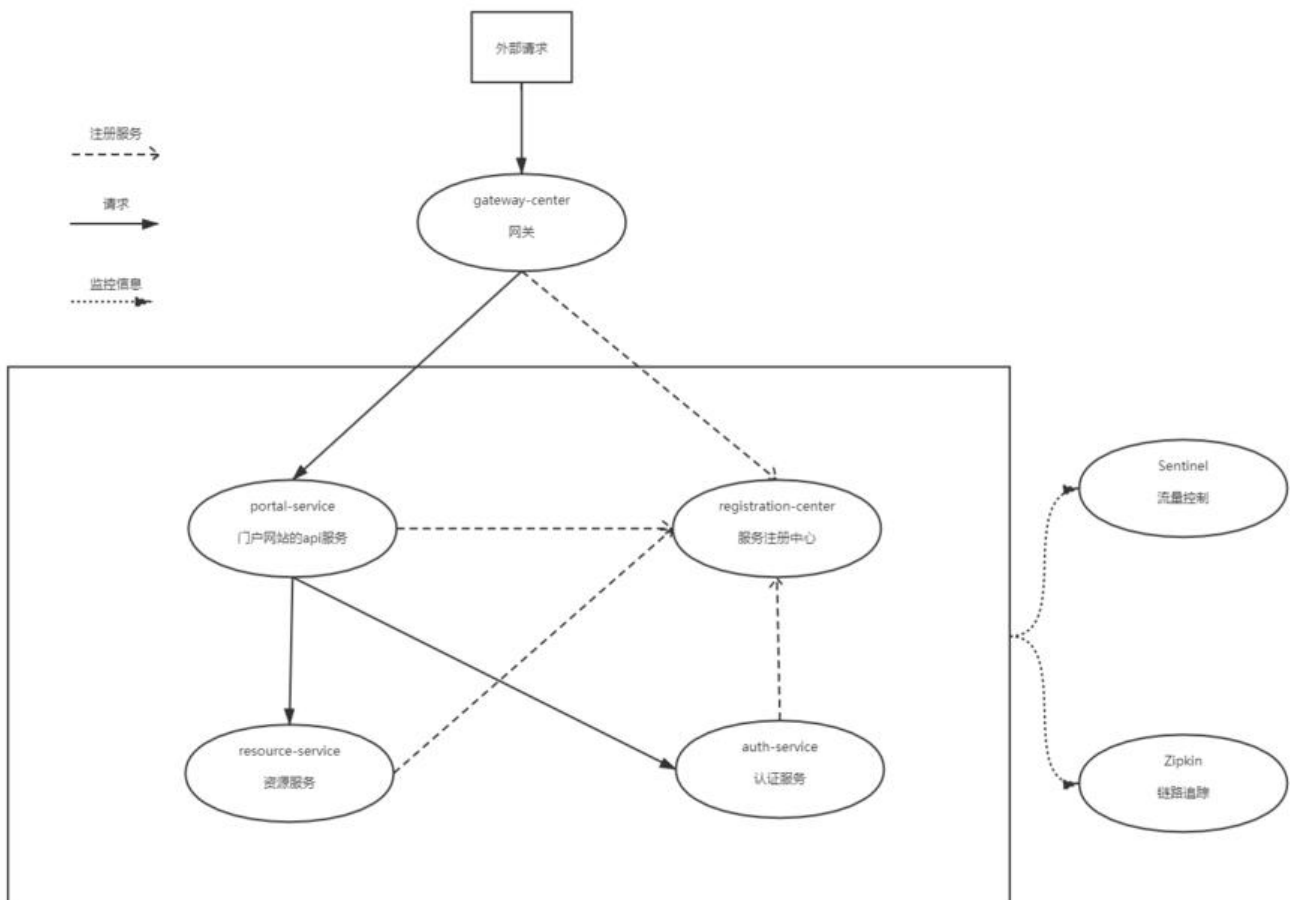 外部请求
注册服务
请求
监控信息
gateway-center
网关
portal-service
门户网站的api服务
registration-center
服务注册中心
Sentinel
流量控制
resource-service
资源服务
auth-service
认证服务
Zipkin
链路追踪